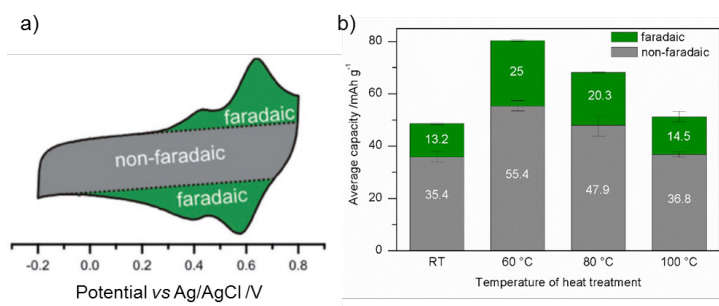 a)
faradaic
non-faradaic
faradaic
-0.2 0.0 0.2 0.4 0.6 0.8
Potential vs Ag/AgCl /V
b)
Average capacity /mAh g⁻¹
80
60
40
20
0
faradaic
non-faradaic
13.2
35.4
25
55.4
20.3
47.9
14.5
36.8
RT 60 °C 80 °C 100 °C
Temperature of heat treatment